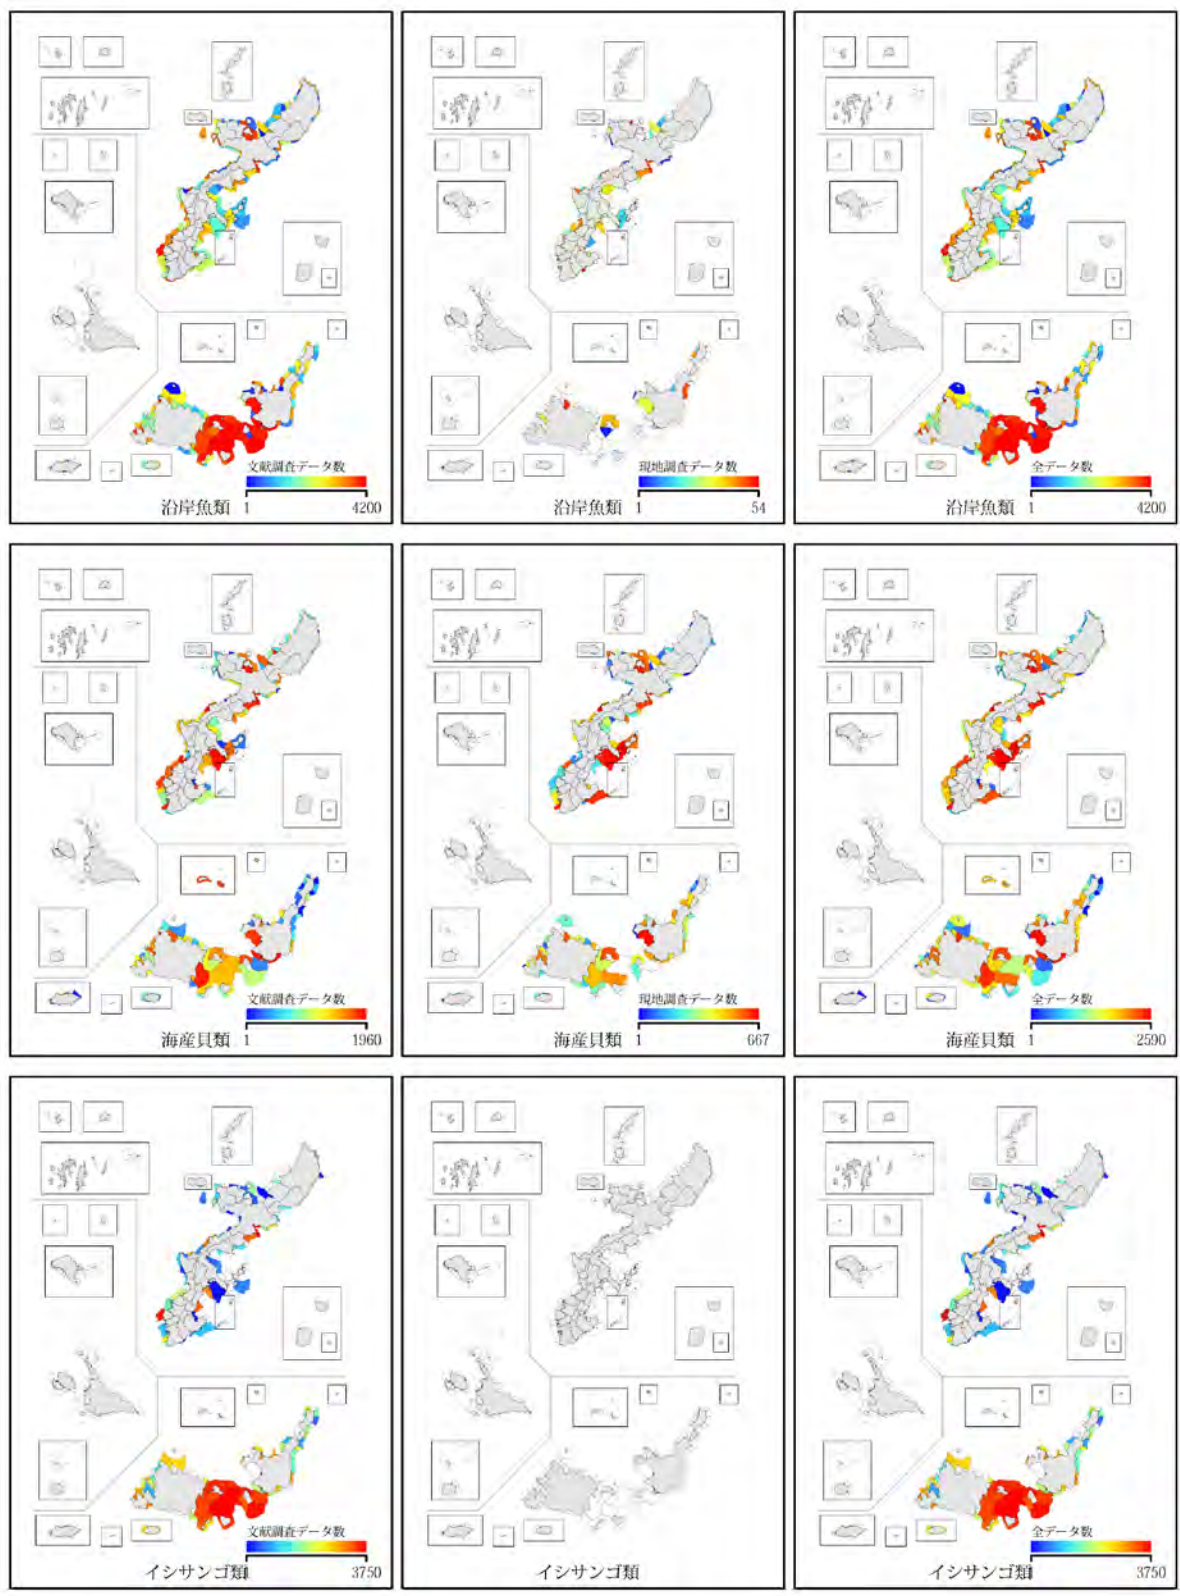 文献調査データ数
沿岸魚類 1 4200
現地調査データ数
沿岸魚類 1 54
全データ数
沿岸魚類 1 4200
文献調査データ数
海産貝類 1 1960
現地調査データ数
海産貝類 1 667
全データ数
海産貝類 1 2590
文献調査データ数
イシサンゴ類 1 3750
イシサンゴ類
全データ数
イシサンゴ類 1 3750